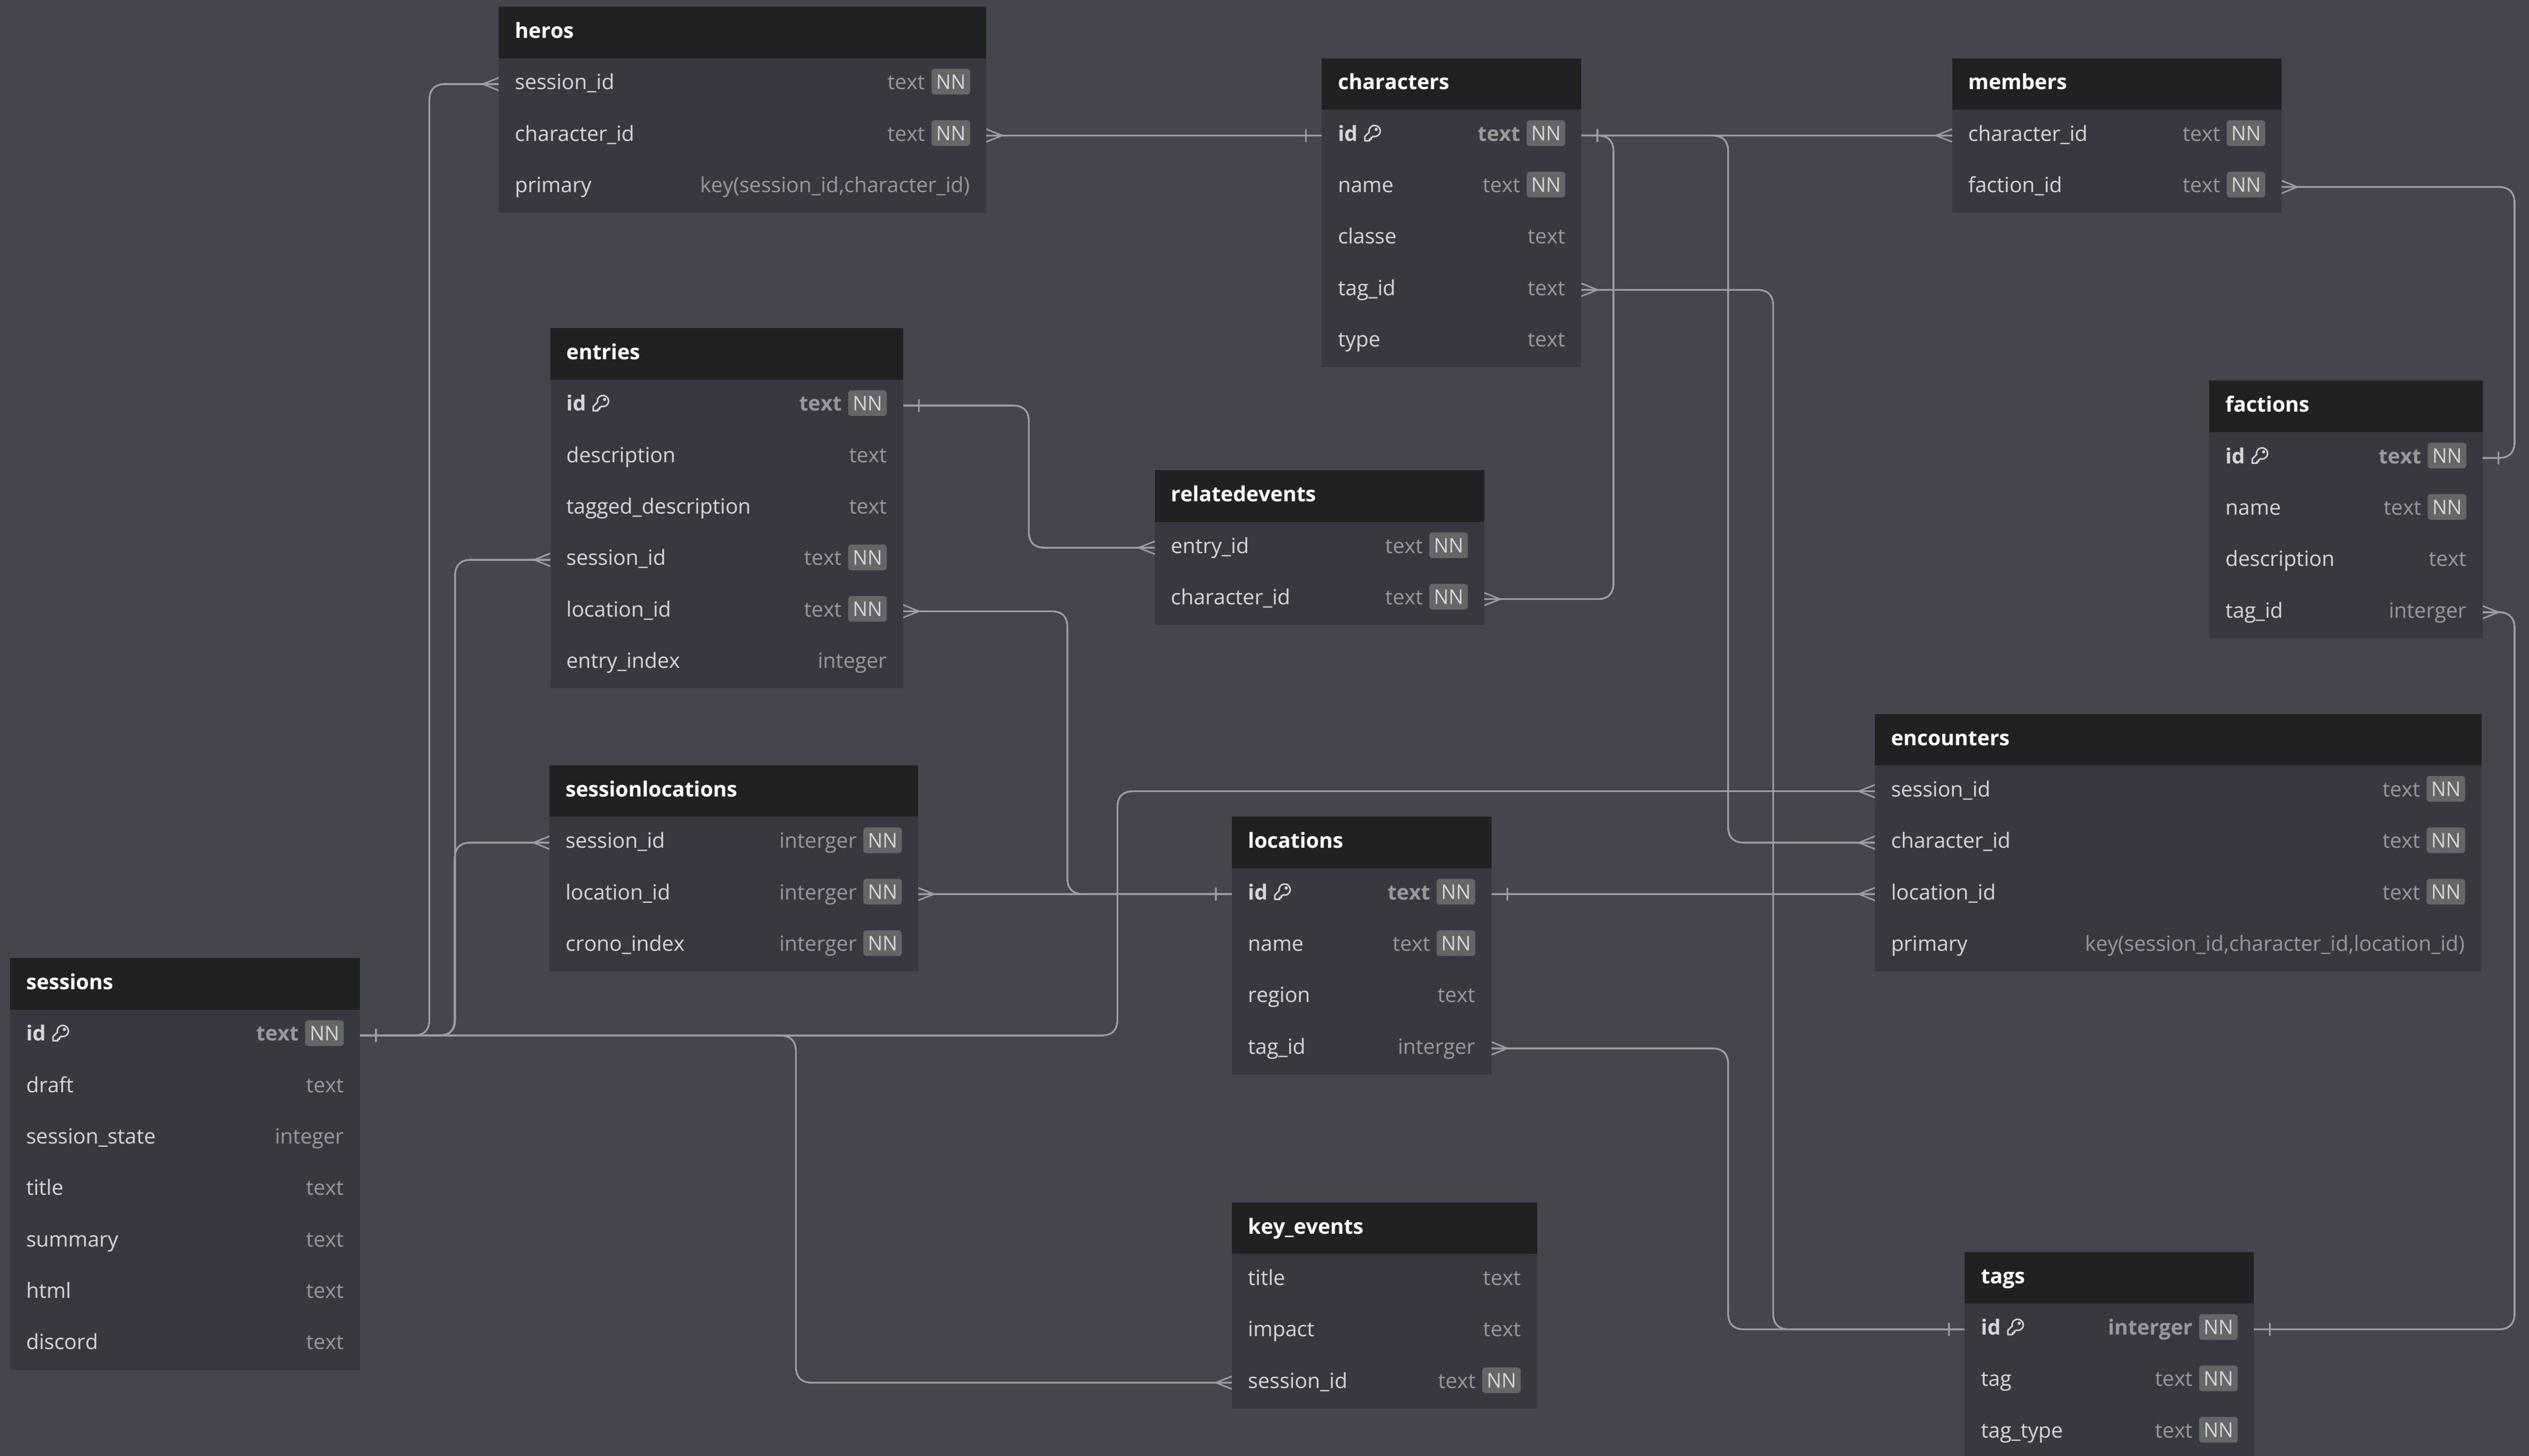 heros
session_id text NN
character_id text NN
primary key(session_id,character_id)
characters
id text NN
name text NN
classe text
tag_id text
type text
members
character_id text NN
faction_id text NN
entries
id text NN
description text
tagged_description text
session_id text NN
location_id text NN
entry_index integer
relatedevents
entry_id text NN
character_id text NN
factions
id text NN
name text NN
description text
tag_id interger
sessionlocations
session_id interger NN
location_id interger NN
crono_index interger NN
locations
id text NN
name text NN
region text
tag_id interger
encounters
session_id text NN
character_id text NN
location_id text NN
primary key(session_id,character_id,location_id)
sessions
id text NN
draft text
session_state integer
title text
summary text
html text
discord text
key_events
title text
impact text
session_id text NN
tags
id interger NN
tag text NN
tag_type text NN